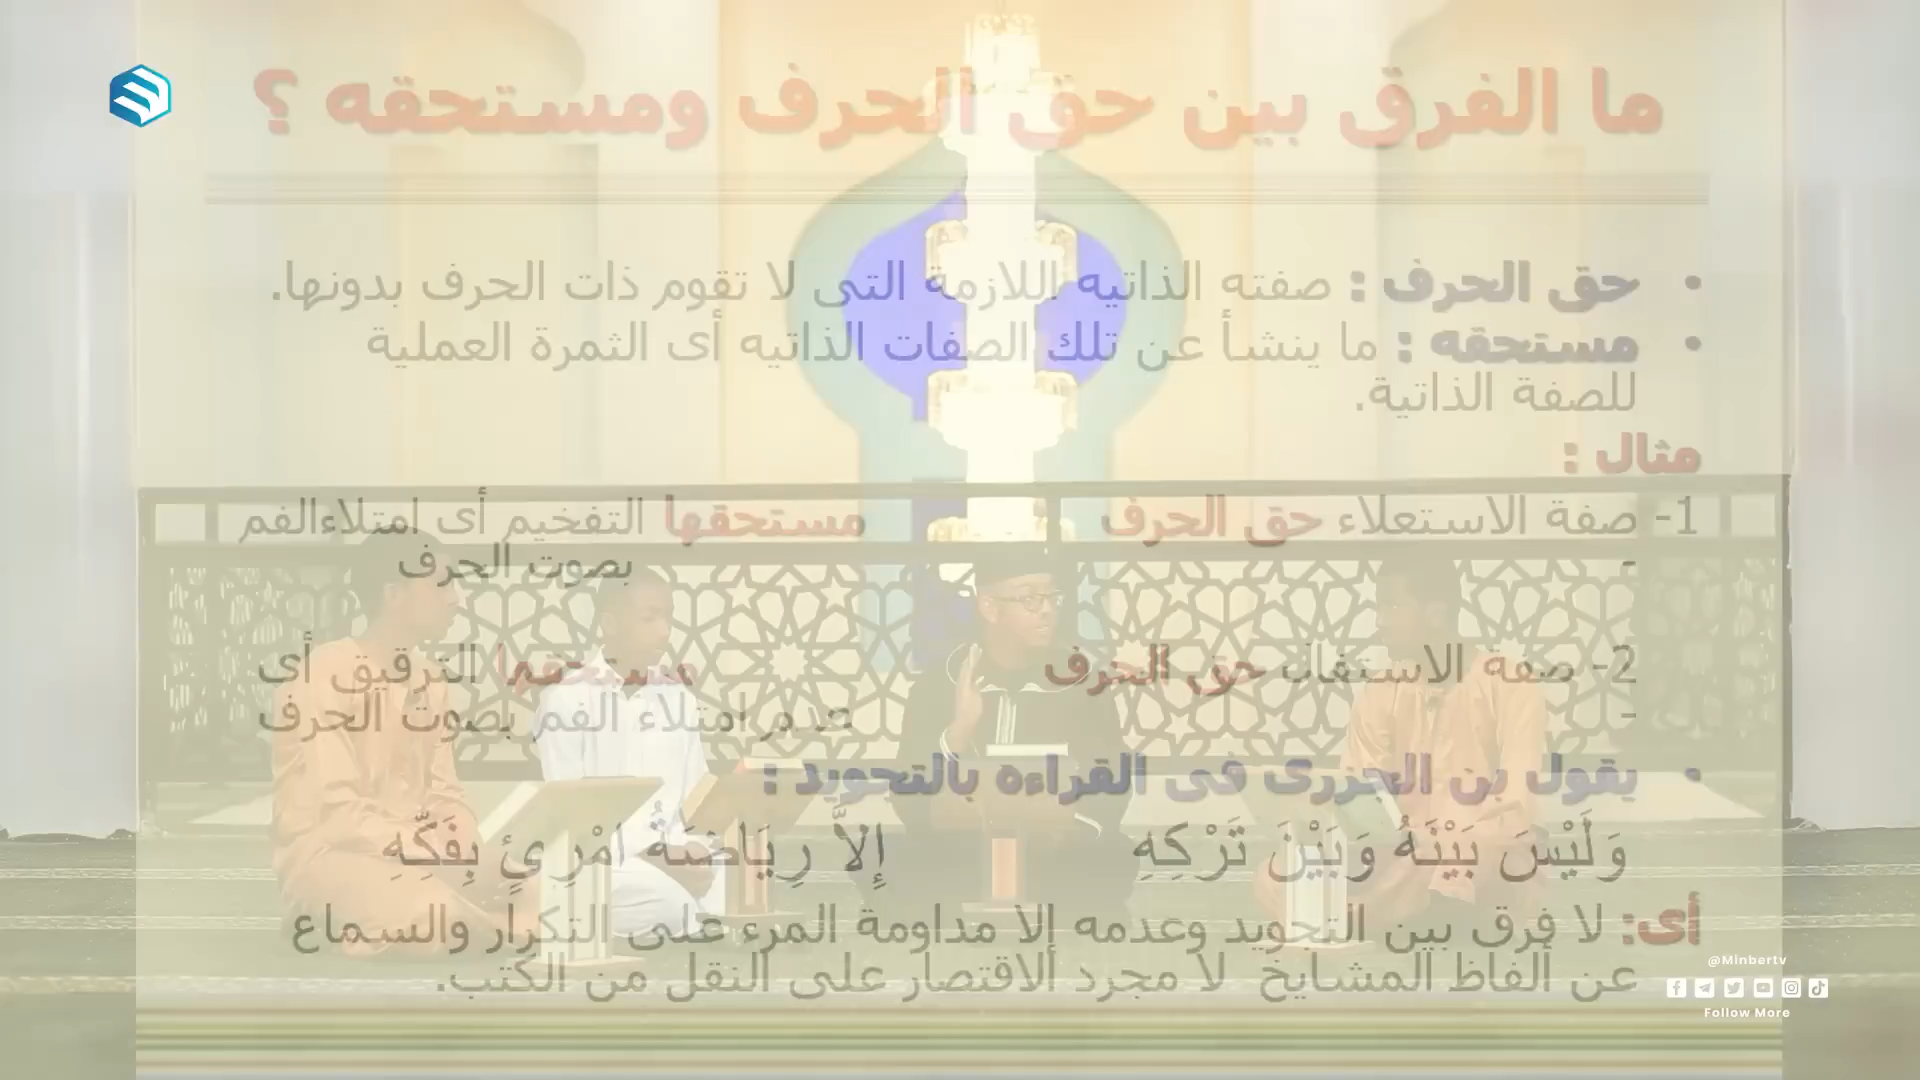 ما الفرق بين حق الحرف ومستحقه ؟
• حق الحرف : صفته الذاتيه اللازمة التى لا تقوم ذات الحرف بدونها.
• مستحقه : ما ينشأ عن تلك الصفات الذاتيه أى الثمرة العملية
للصفة الذاتية.
مثال :
1- صفة الاستعلاء حق الحرف مستحقها التفخيم أى امتلاءالفم
- بصوت الحرف
2- صفة الاستفال حق الحرف مستحقها الترقيق أى
- عدم امتلاء الفم بصوت الحرف
• يقول بن الجزرى فى القراءه بالتجويد :
وَلَيْسَ بَيْنَهُ وَبَيْنَ تَرْكِهِ إِلاَّ رِيَاضَةُ امْرِئٍ بِفَكِّهِ
أى: لا فرق بين التجويد وعدمه إلا مداومة المرء على التكرار والسماع
عن ألفاظ المشايخ لا مجرد الاقتصار على النقل من الكتب.
@Minbertv
Follow More